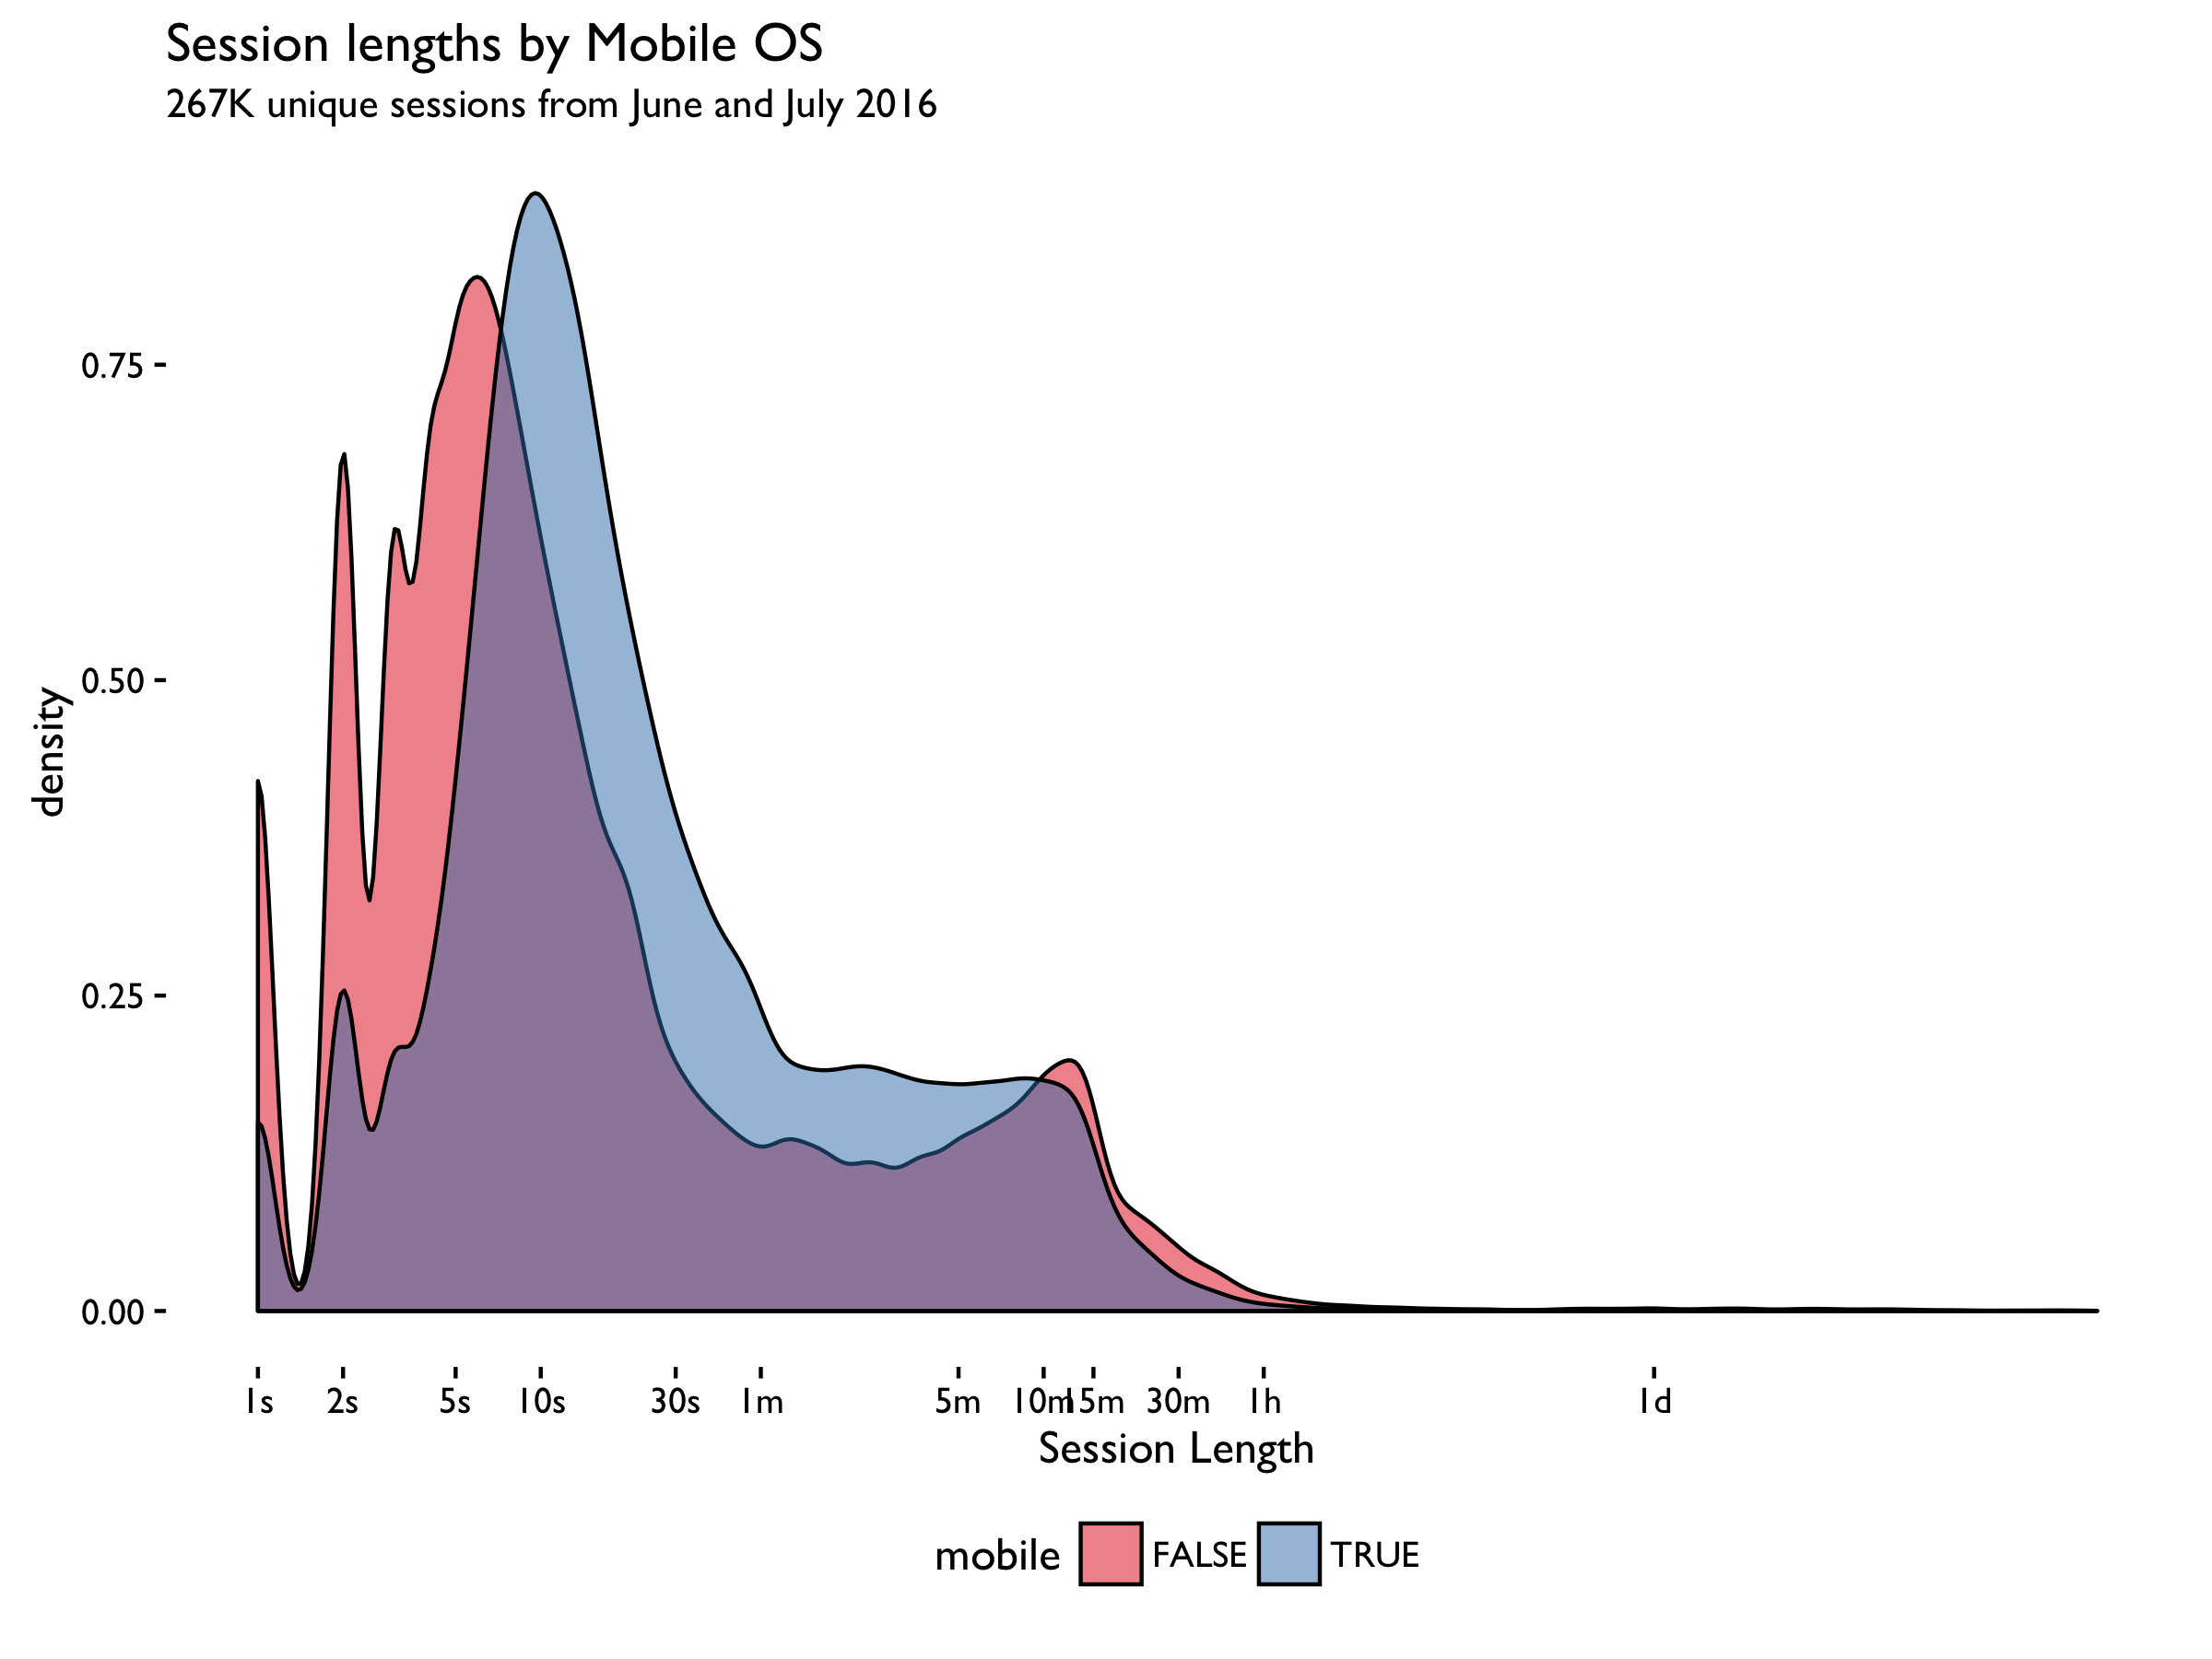 Session lengths by Mobile OS
267K unique sessions from June and July 2016
density
0.75
0.50
0.25
0.00
1s 2s 5s 10s 30s 1m 5m 10m 15m 30m 1h 1d
Session Length
mobile FALSE TRUE